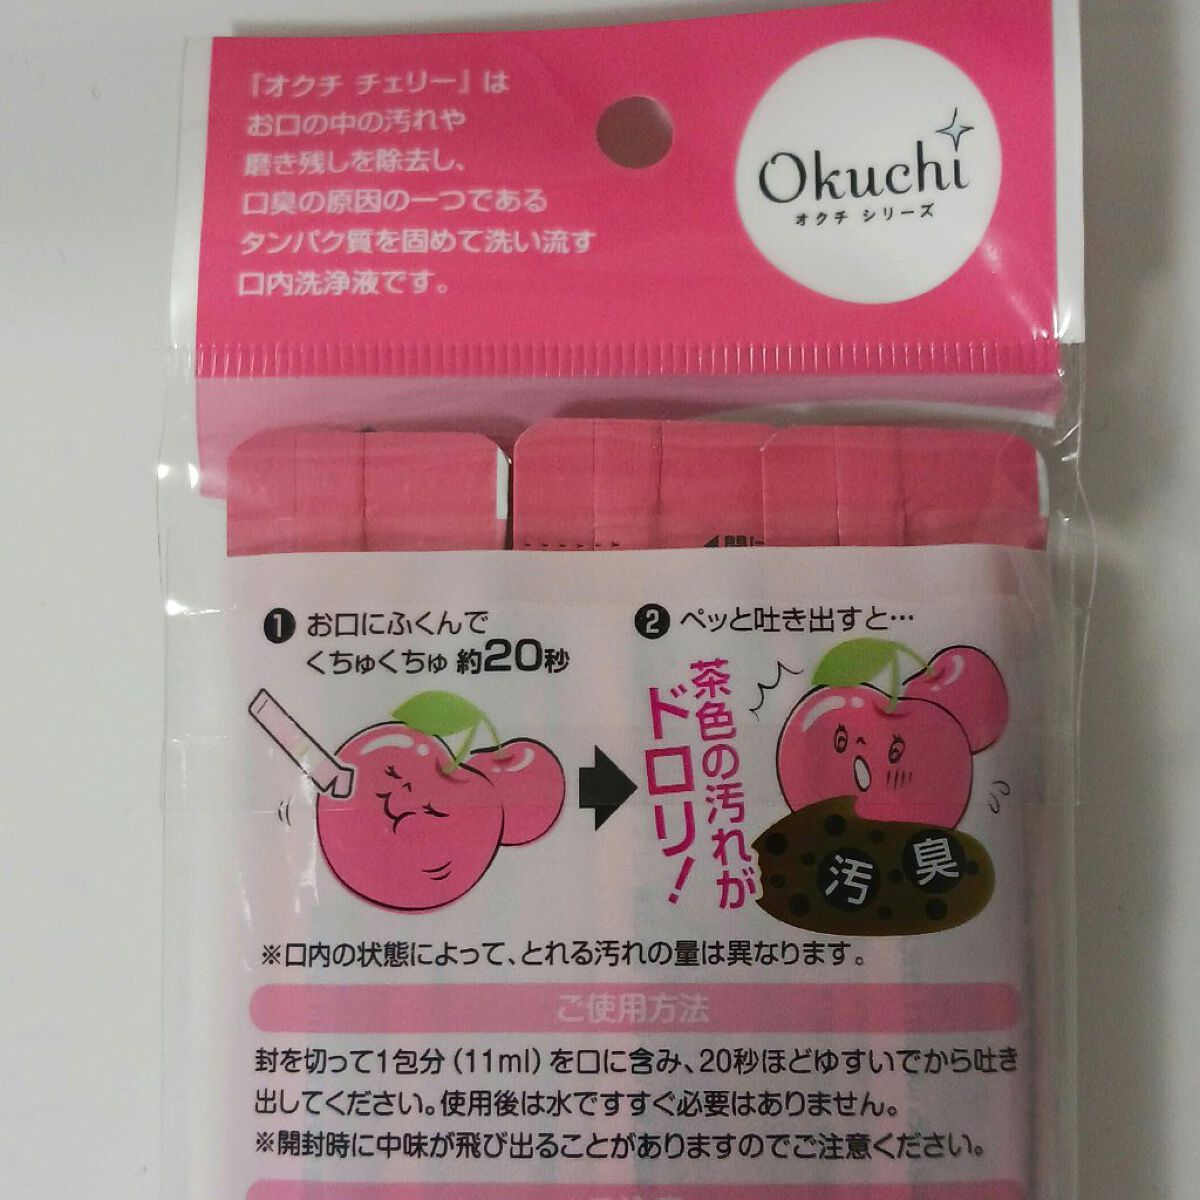 『オクチ チェリー』は
お口の中の汚れや
磨き残しを除去し、
口臭の原因の一つである
タンパク質を固めて洗い流す
口内洗浄液です。
Okuchi
オクチ シリーズ
❶ お口にふくんで
くちゅくちゅ 約20秒
❷ ペッと吐き出すと…
茶色の汚れが
ドロリ!
汚
臭
※口内の状態によって、とれる汚れの量は異なります。
ご使用方法
封を切って1包分(11ml)を口に含み、20秒ほどゆすいでから吐き
出してください。使用後は水ですすぐ必要はありません。
※開封時に中味が飛び出ることがありますのでご注意ください。